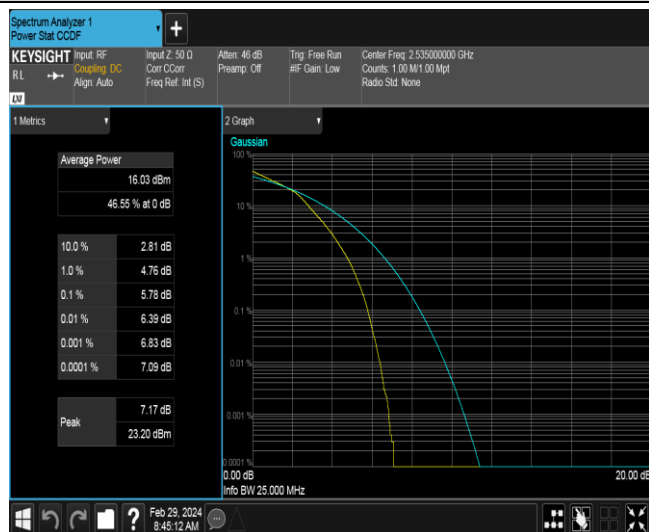 Spectrum Analyzer 1
Power Stat CCDF
+
KEYSIGHT
RL
LXI
Input: RF
Coupling: DC
Align: Auto
Input Z: 50 Ω
Corr CCorr
Freq Ref: Int (S)
Atten: 46 dB
Preamp: Off
Trig: Free Run
#IF Gain: Low
Center Freq: 2.535000000 GHz
Counts: 1.00 M/1.00 Mpt
Radio Std: None
1 Metrics
Average Power
16.03 dBm
46.55 % at 0 dB
10.0 % 2.81 dB
1.0 % 4.76 dB
0.1 % 5.78 dB
0.01 % 6.39 dB
0.001 % 6.83 dB
0.0001 % 7.09 dB
Peak
7.17 dB
23.20 dBm
2 Graph
Gaussian
100 %
10 %
1 %
0.1 %
0.01 %
0.001 %
0.0001 %
0.00 dB 20.00 dB
Info BW 25.000 MHz
?
Feb 29, 2024
8:45:12 AM